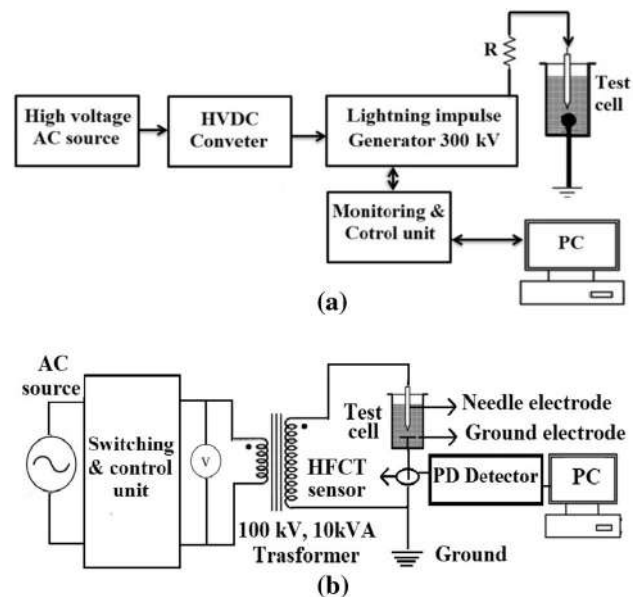 R
Test
cell
High voltage
AC source
HVDC
Conveter
Lightning impulse
Generator 300 kV
Monitoring &
Cotrol unit
PC
(a)
AC
source
Switching
& control
unit
V
Test
cell
Needle electrode
Ground electrode
HFCT
sensor
PD Detector
PC
100 kV, 10kVA
Trasformer
Ground
(b)